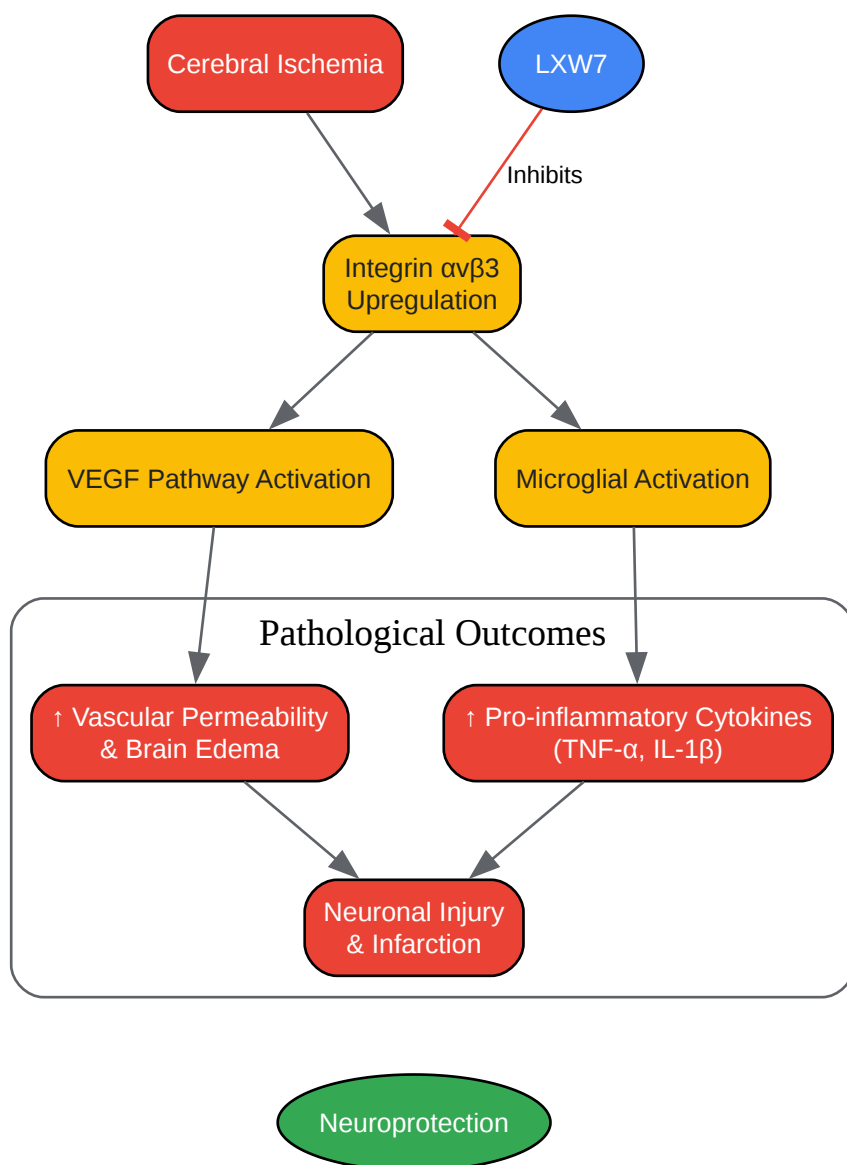 Cerebral Ischemia
LXW7
Inhibits
Integrin αvβ3
Upregulation
VEGF Pathway Activation
Microglial Activation
Pathological Outcomes
↑ Vascular Permeability
& Brain Edema
↑ Pro-inflammatory Cytokines
(TNF-α, IL-1β)
Neuronal Injury
& Infarction
Neuroprotection